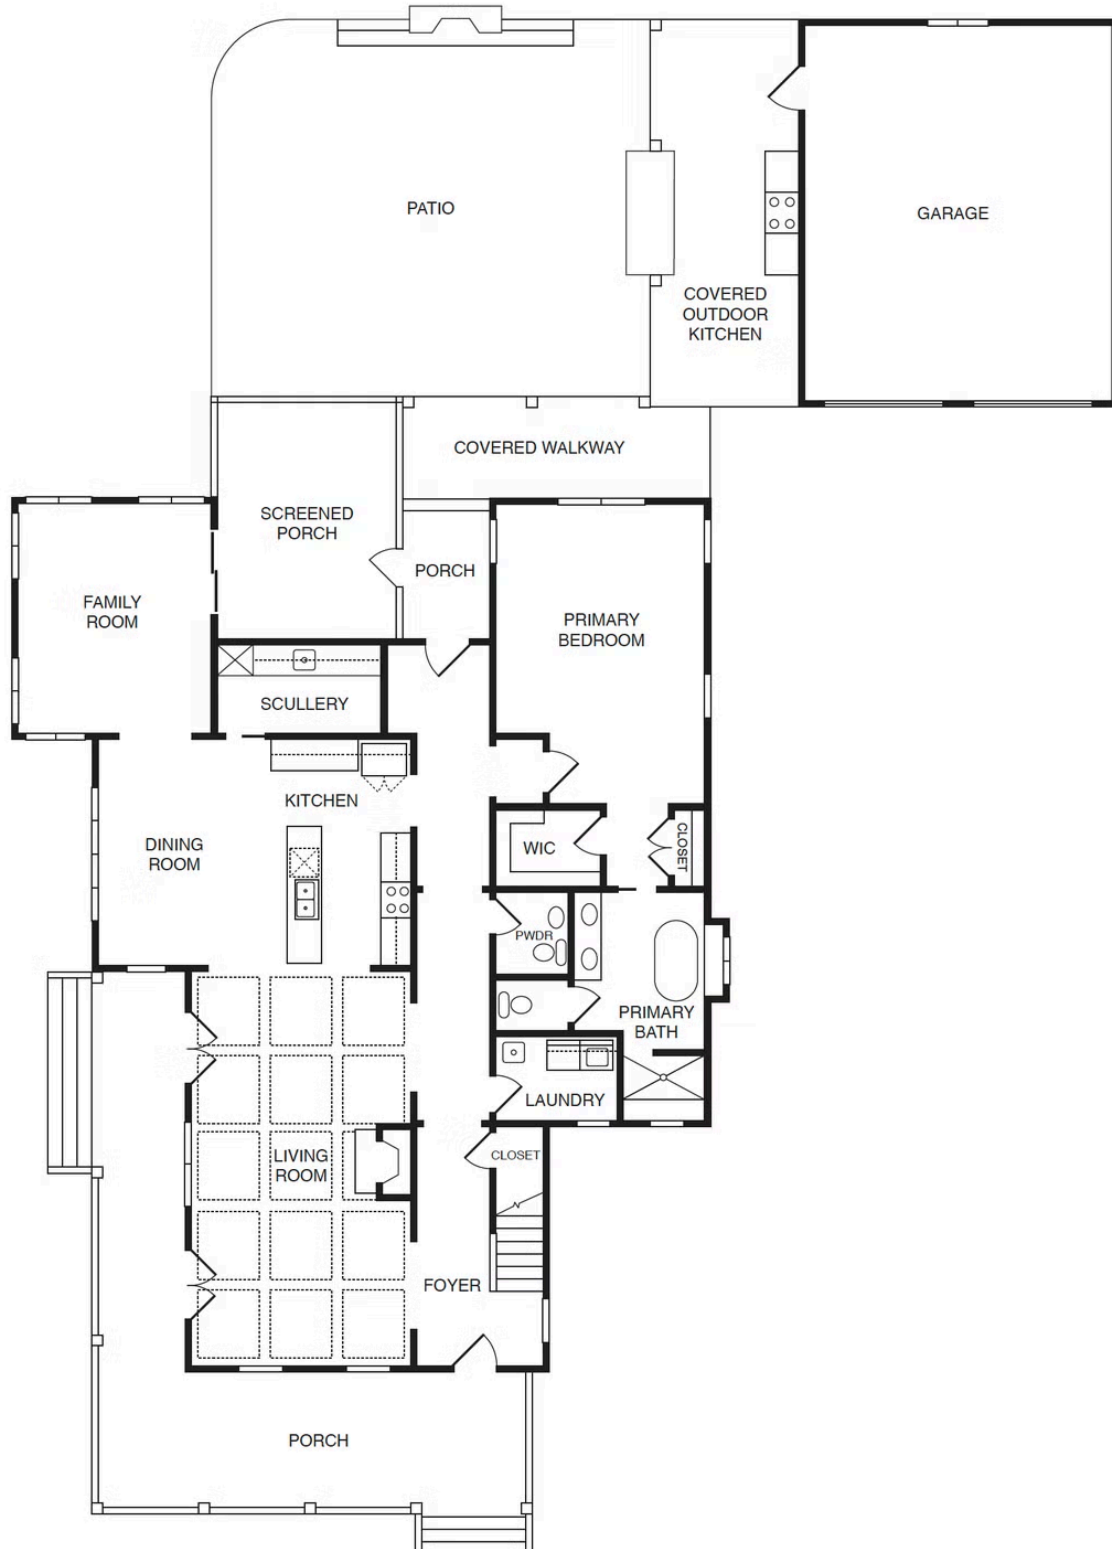 PATIO
GARAGE
COVERED
OUTDOOR
KITCHEN
COVERED WALKWAY
SCREENED
PORCH
PORCH
FAMILY
ROOM
PRIMARY
BEDROOM
SCULLERY
KITCHEN
DINING
ROOM
WIC
CLOSET
PWDR
PRIMARY
BATH
LAUNDRY
LIVING
ROOM
CLOSET
FOYER
PORCH